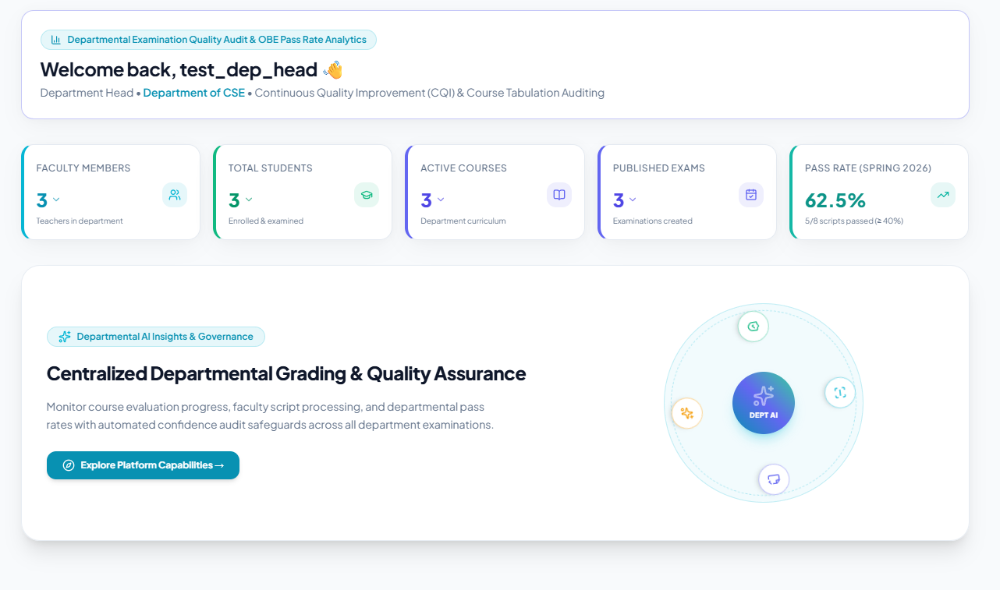 Departmental Examination Quality Audit & OBE Pass Rate Analytics
Welcome back, test_dep_head 👋
Department Head • Department of CSE • Continuous Quality Improvement (CQI) & Course Tabulation Auditing
FACULTY MEMBERS
3
Teachers in department
TOTAL STUDENTS
3
Enrolled & examined
ACTIVE COURSES
3
Department curriculum
PUBLISHED EXAMS
3
Examinations created
PASS RATE (SPRING 2026)
62.5%
5/8 scripts passed (≥ 40%)
Departmental AI Insights & Governance
Centralized Departmental Grading & Quality Assurance
Monitor course evaluation progress, faculty script processing, and departmental pass
rates with automated confidence audit safeguards across all department examinations.
Explore Platform Capabilities →
DEPT AI